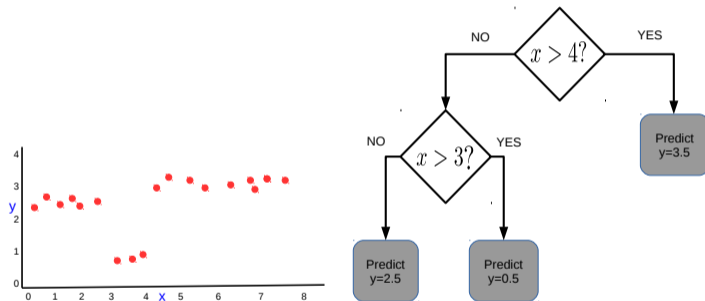 NO
YES
x > 4?
NO
YES
x > 3?
Predict
y=3.5
Predict
y=2.5
Predict
y=0.5
4
3
y
2
1
0
0 1 2 3 4 x 5 6 7 8